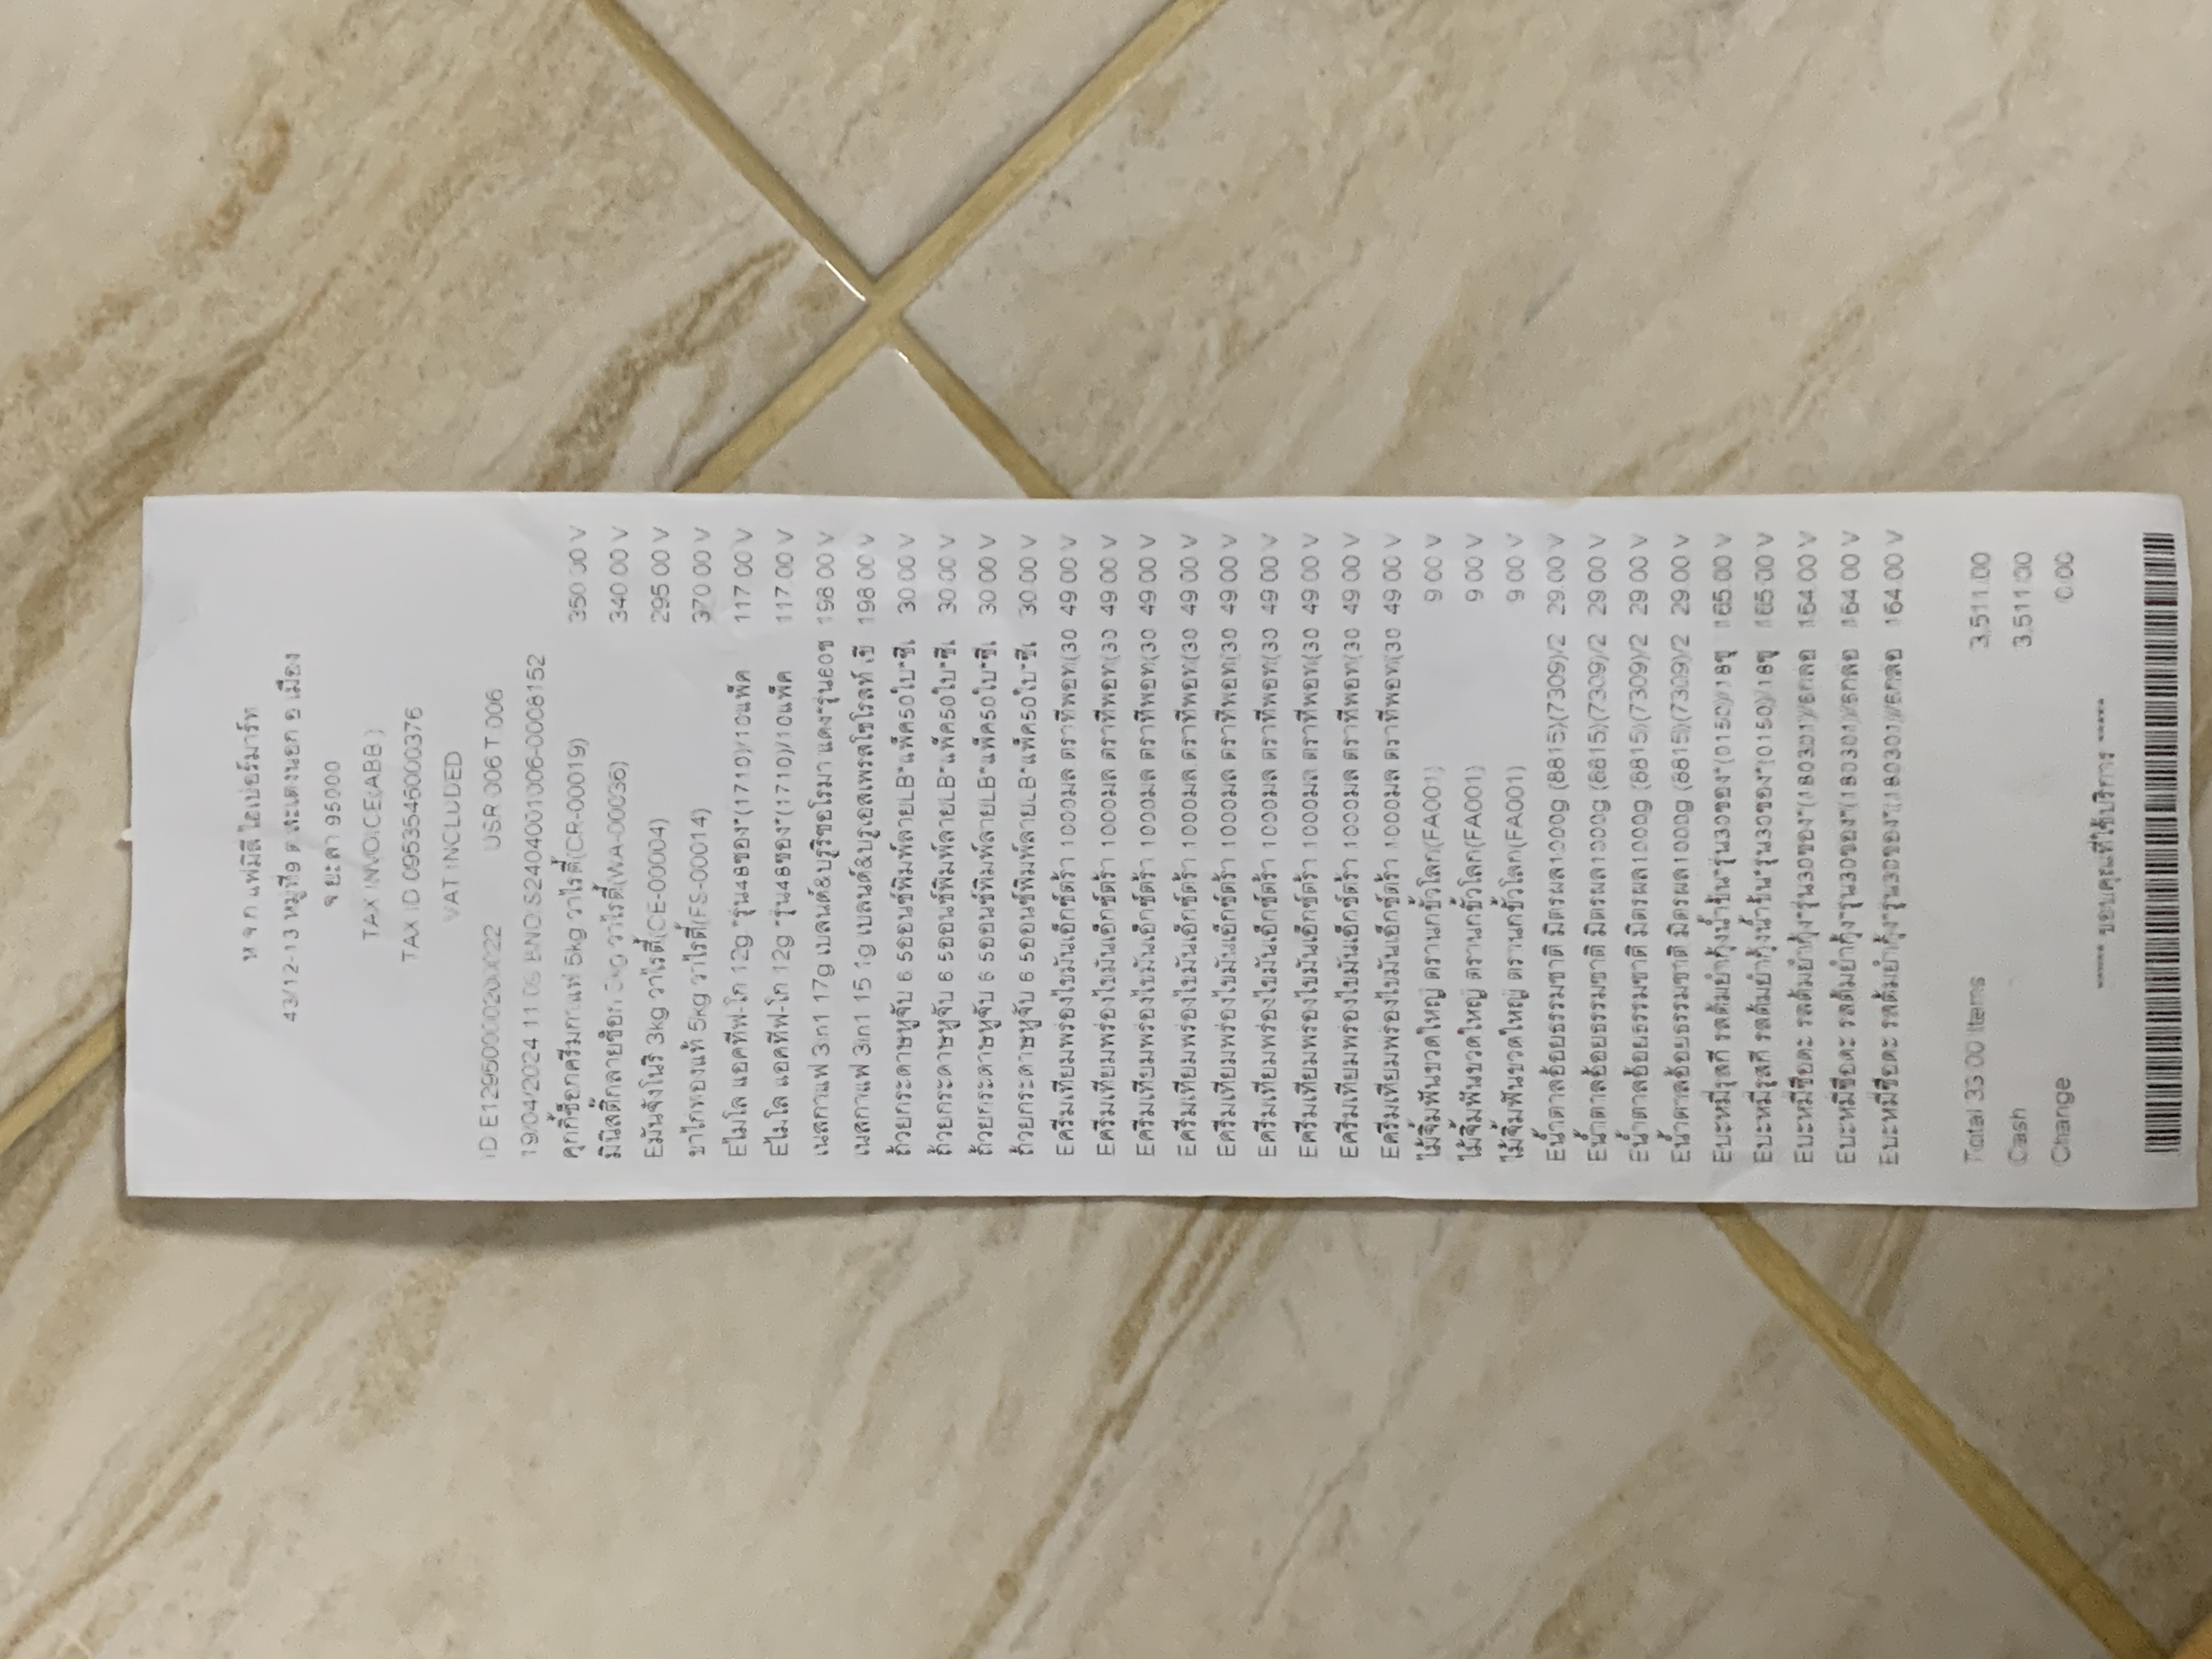 ห.จ.ก แฟมิลี่ ไฮเปอร์มาร์ท
43/12-13 หมู่ที่9 ต.สะเตงนอก อ.เมือง
จ.ยะลา 95000
TAX INVOICE(ABB.)
TAX ID 0953546000376
VAT INCLUDED
ID E12950000200022 USR 006 T 006
19/04/2024 BNO:S2404001006-0008152
คุกกี้ช็อกครีมกาแฟ 5kg วาไรตี้(CR-00019) 350.00 V
มินิสติ๊กลายช็อก วาไรตี้(WA-00036) 340.00 V
Eมันจังโนริ 3kg วาไรตี้(CE-00004) 295.00 V
ขาไก่ทองแท้ 5kg วาไรตี้(FS-00014) 370.00 V
Eไมโล แอคทีฟ-โก 12g.*รุ่น48ซอง*(1710)/10แพ็ค 117.00 V
Eไมโล แอคทีฟ-โก 12g.*รุ่น48ซอง*(1710)/10แพ็ค 117.00 V
เนสกาแฟ 3in1 17g เบลนด์&บรูริชอโรมา แดง*รุ่น60ซ 198.00 V
เนสกาแฟ 3in1 15.1g เบลนด์&บรูเอสเพรสโซโรสท์ เขี 198.00 V
ถ้วยกระดาษหูจับ 6.5ออนซ์พิมพ์ลายLB*แพ็ค50ใบ*ซีเ 30.00 V
ถ้วยกระดาษหูจับ 6.5ออนซ์พิมพ์ลายLB*แพ็ค50ใบ*ซีเ 30.00 V
ถ้วยกระดาษหูจับ 6.5ออนซ์พิมพ์ลายLB*แพ็ค50ใบ*ซีเ 30.00 V
ถ้วยกระดาษหูจับ 6.5ออนซ์พิมพ์ลายLB*แพ็ค50ใบ*ซีเ 30.00 V
Eครีมเทียมพร่องไขมันเอ็กซ์ตร้า 1000มล.ตราทีพอท(30 49.00 V
Eครีมเทียมพร่องไขมันเอ็กซ์ตร้า 1000มล.ตราทีพอท(30 49.00 V
Eครีมเทียมพร่องไขมันเอ็กซ์ตร้า 1000มล.ตราทีพอท(30 49.00 V
Eครีมเทียมพร่องไขมันเอ็กซ์ตร้า 1000มล.ตราทีพอท(30 49.00 V
Eครีมเทียมพร่องไขมันเอ็กซ์ตร้า 1000มล.ตราทีพอท(30 49.00 V
Eครีมเทียมพร่องไขมันเอ็กซ์ตร้า 1000มล.ตราทีพอท(30 49.00 V
Eครีมเทียมพร่องไขมันเอ็กซ์ตร้า 1000มล.ตราทีพอท(30 49.00 V
Eครีมเทียมพร่องไขมันเอ็กซ์ตร้า 1000มล.ตราทีพอท(30 49.00 V
Eครีมเทียมพร่องไขมันเอ็กซ์ตร้า 1000มล.ตราทีพอท(30 49.00 V
ไม้จิ้มฟันขวดใหญ่ ตรานกขั้วโลก(FA001) 9.00 V
ไม้จิ้มฟันขวดใหญ่ ตรานกขั้วโลก(FA001) 9.00 V
ไม้จิ้มฟันขวดใหญ่ ตรานกขั้วโลก(FA001) 9.00 V
Eน้ำตาลอ้อยธรรมชาติ มิตรผล1000g.(8815)(7309)/2 29.00 V
Eน้ำตาลอ้อยธรรมชาติ มิตรผล1000g.(8815)(7309)/2 29.00 V
Eน้ำตาลอ้อยธรรมชาติ มิตรผล1000g.(8815)(7309)/2 29.00 V
Eน้ำตาลอ้อยธรรมชาติ มิตรผล1000g.(8815)(7309)/2 29.00 V
Eบะหมี่รุสกี รสต้มยำกุ้งน้ำข้น*รุ่น30ซอง*(0150)/18ชุ 165.00 V
Eบะหมี่รุสกี รสต้มยำกุ้งน้ำข้น*รุ่น30ซอง*(0150)/18ชุ 165.00 V
Eบะหมี่ซือดะ รสต้มยำกุ้ง*รุ่น30ซอง*(180301)/6กล่อ 164.00 V
Eบะหมี่ซือดะ รสต้มยำกุ้ง*รุ่น30ซอง*(180301)/6กล่อ 164.00 V
Eบะหมี่ซือดะ รสต้มยำกุ้ง*รุ่น30ซอง*(180301)/6กล่อ 164.00 V
Total 33.00 Items 3,511.00
Cash 3,511.00
Change 0.00
***** ขอบคุณที่ใช้บริการ *****